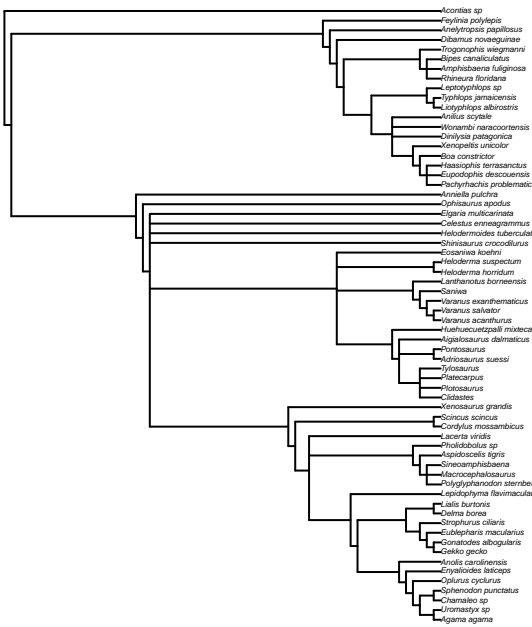 Acontias sp
Feylinia polylepis
Anelytropsis papillosus
Dibamus novaeguinae
Trogonophis wiegmanni
Bipes canaliculatus
Amphisbaena fuliginosa
Rhineura floridana
Leptotyphlops sp
Typhlops jamaicensis
Liotyphlops albirostris
Anilius scytale
Wonambi naracoortensis
Dinilysia patagonica
Xenopeltis unicolor
Boa constrictor
Haasiophis terrasanctus
Eupodophis descouensis
Pachyrhachis problematic
Anniella pulchra
Ophisaurus apodus
Elgaria multicarinata
Celestus enneagrammus
Helodermoides tuberculat
Shinisaurus crocodilurus
Eosaniwa koehni
Heloderma suspectum
Heloderma horridum
Lanthanotus borneensis
Saniwa
Varanus exanthematicus
Varanus salvator
Varanus acanthurus
Huehuecuetzpalli mixteca
Aigialosaurus dalmaticus
Pontosaurus
Adriosaurus suessi
Tylosaurus
Platecarpus
Plotosaurus
Clidastes
Xenosaurus grandis
Scincus scincus
Cordylus mossambicus
Lacerta viridis
Pholidobolus sp
Aspidoscelis tigris
Sineoamphisbaena
Macrocephalosaurus
Polyglyphanodon sternbe
Lepidophyma flavimacula
Lialis burtonis
Delma borea
Strophurus ciliaris
Eublepharis macularius
Gonatodes albogularis
Gekko gecko
Anolis carolinensis
Enyalioides laticeps
Oplurus cyclurus
Sphenodon punctatus
Chamaleo sp
Uromastyx sp
Agama agama